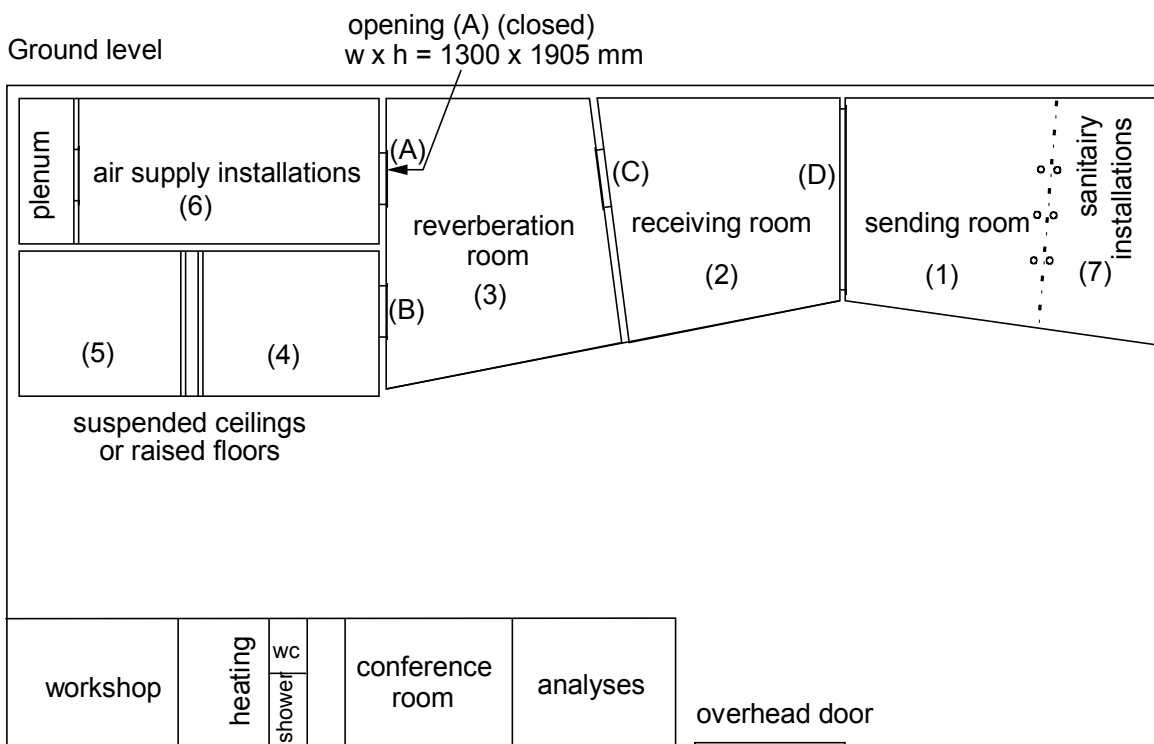 opening (A) (closed)
Ground level
w x h = 1300 x 1905 mm
plenum
air supply installations
(6)
(A)
reverberation
room
(3)
(C)
receiving room
(2)
(D)
sending room
(1)
sanitairy
installations
(7)
(B)
(5)
(4)
suspended ceilings
or raised floors
workshop
heating
wc
shower
conference
room
analyses
overhead door